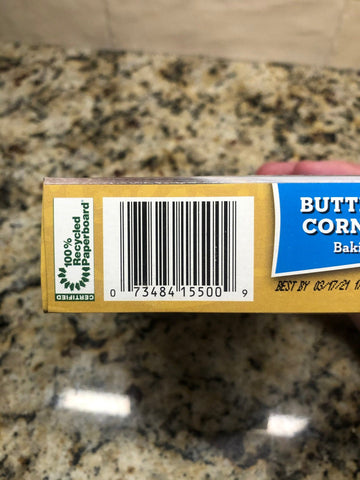 100%
Recycled
Paperboard
CERTIFIED
0 73484 15500 9
BUTT
CORN
Baki
BEST BY 03/17/21